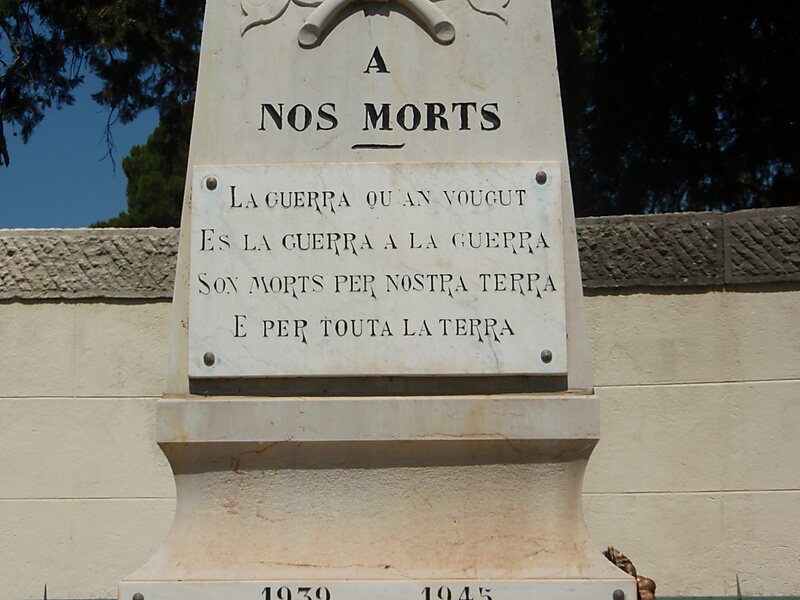 A
NOS MORTS
LA GUERRA QU'AN VOUGUT
ES LA GUERRA A LA GUERRA
SON MORTS PER NOSTRA TERRA
E PER TOUTA LA TERRA
1939 1945